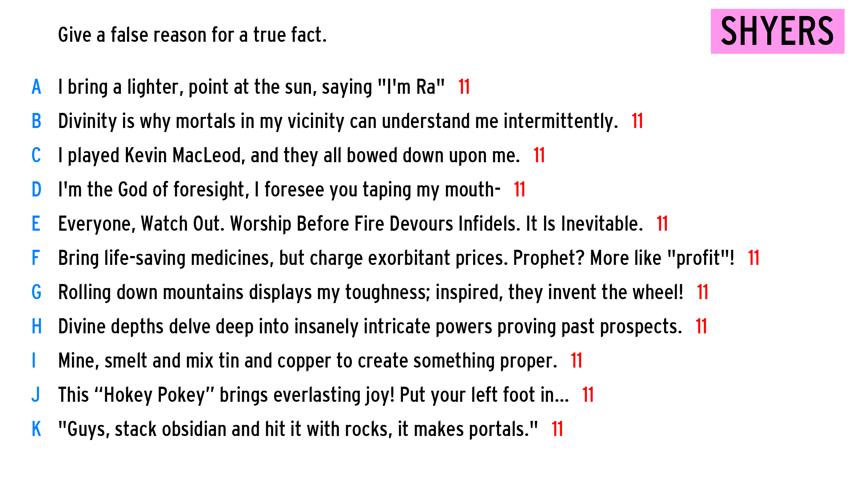 Give a false reason for a true fact.
SHYERS
A I bring a lighter, point at the sun, saying "I'm Ra" 11
B Divinity is why mortals in my vicinity can understand me intermittently. 11
C I played Kevin MacLeod, and they all bowed down upon me. 11
D I'm the God of foresight, I foresee you taping my mouth- 11
E Everyone, Watch Out. Worship Before Fire Devours Infidels. It Is Inevitable. 11
F Bring life-saving medicines, but charge exorbitant prices. Prophet? More like "profit"! 11
G Rolling down mountains displays my toughness; inspired, they invent the wheel! 11
H Divine depths delve deep into insanely intricate powers proving past prospects. 11
I Mine, smelt and mix tin and copper to create something proper. 11
J This “Hokey Pokey” brings everlasting joy! Put your left foot in... 11
K "Guys, stack obsidian and hit it with rocks, it makes portals." 11